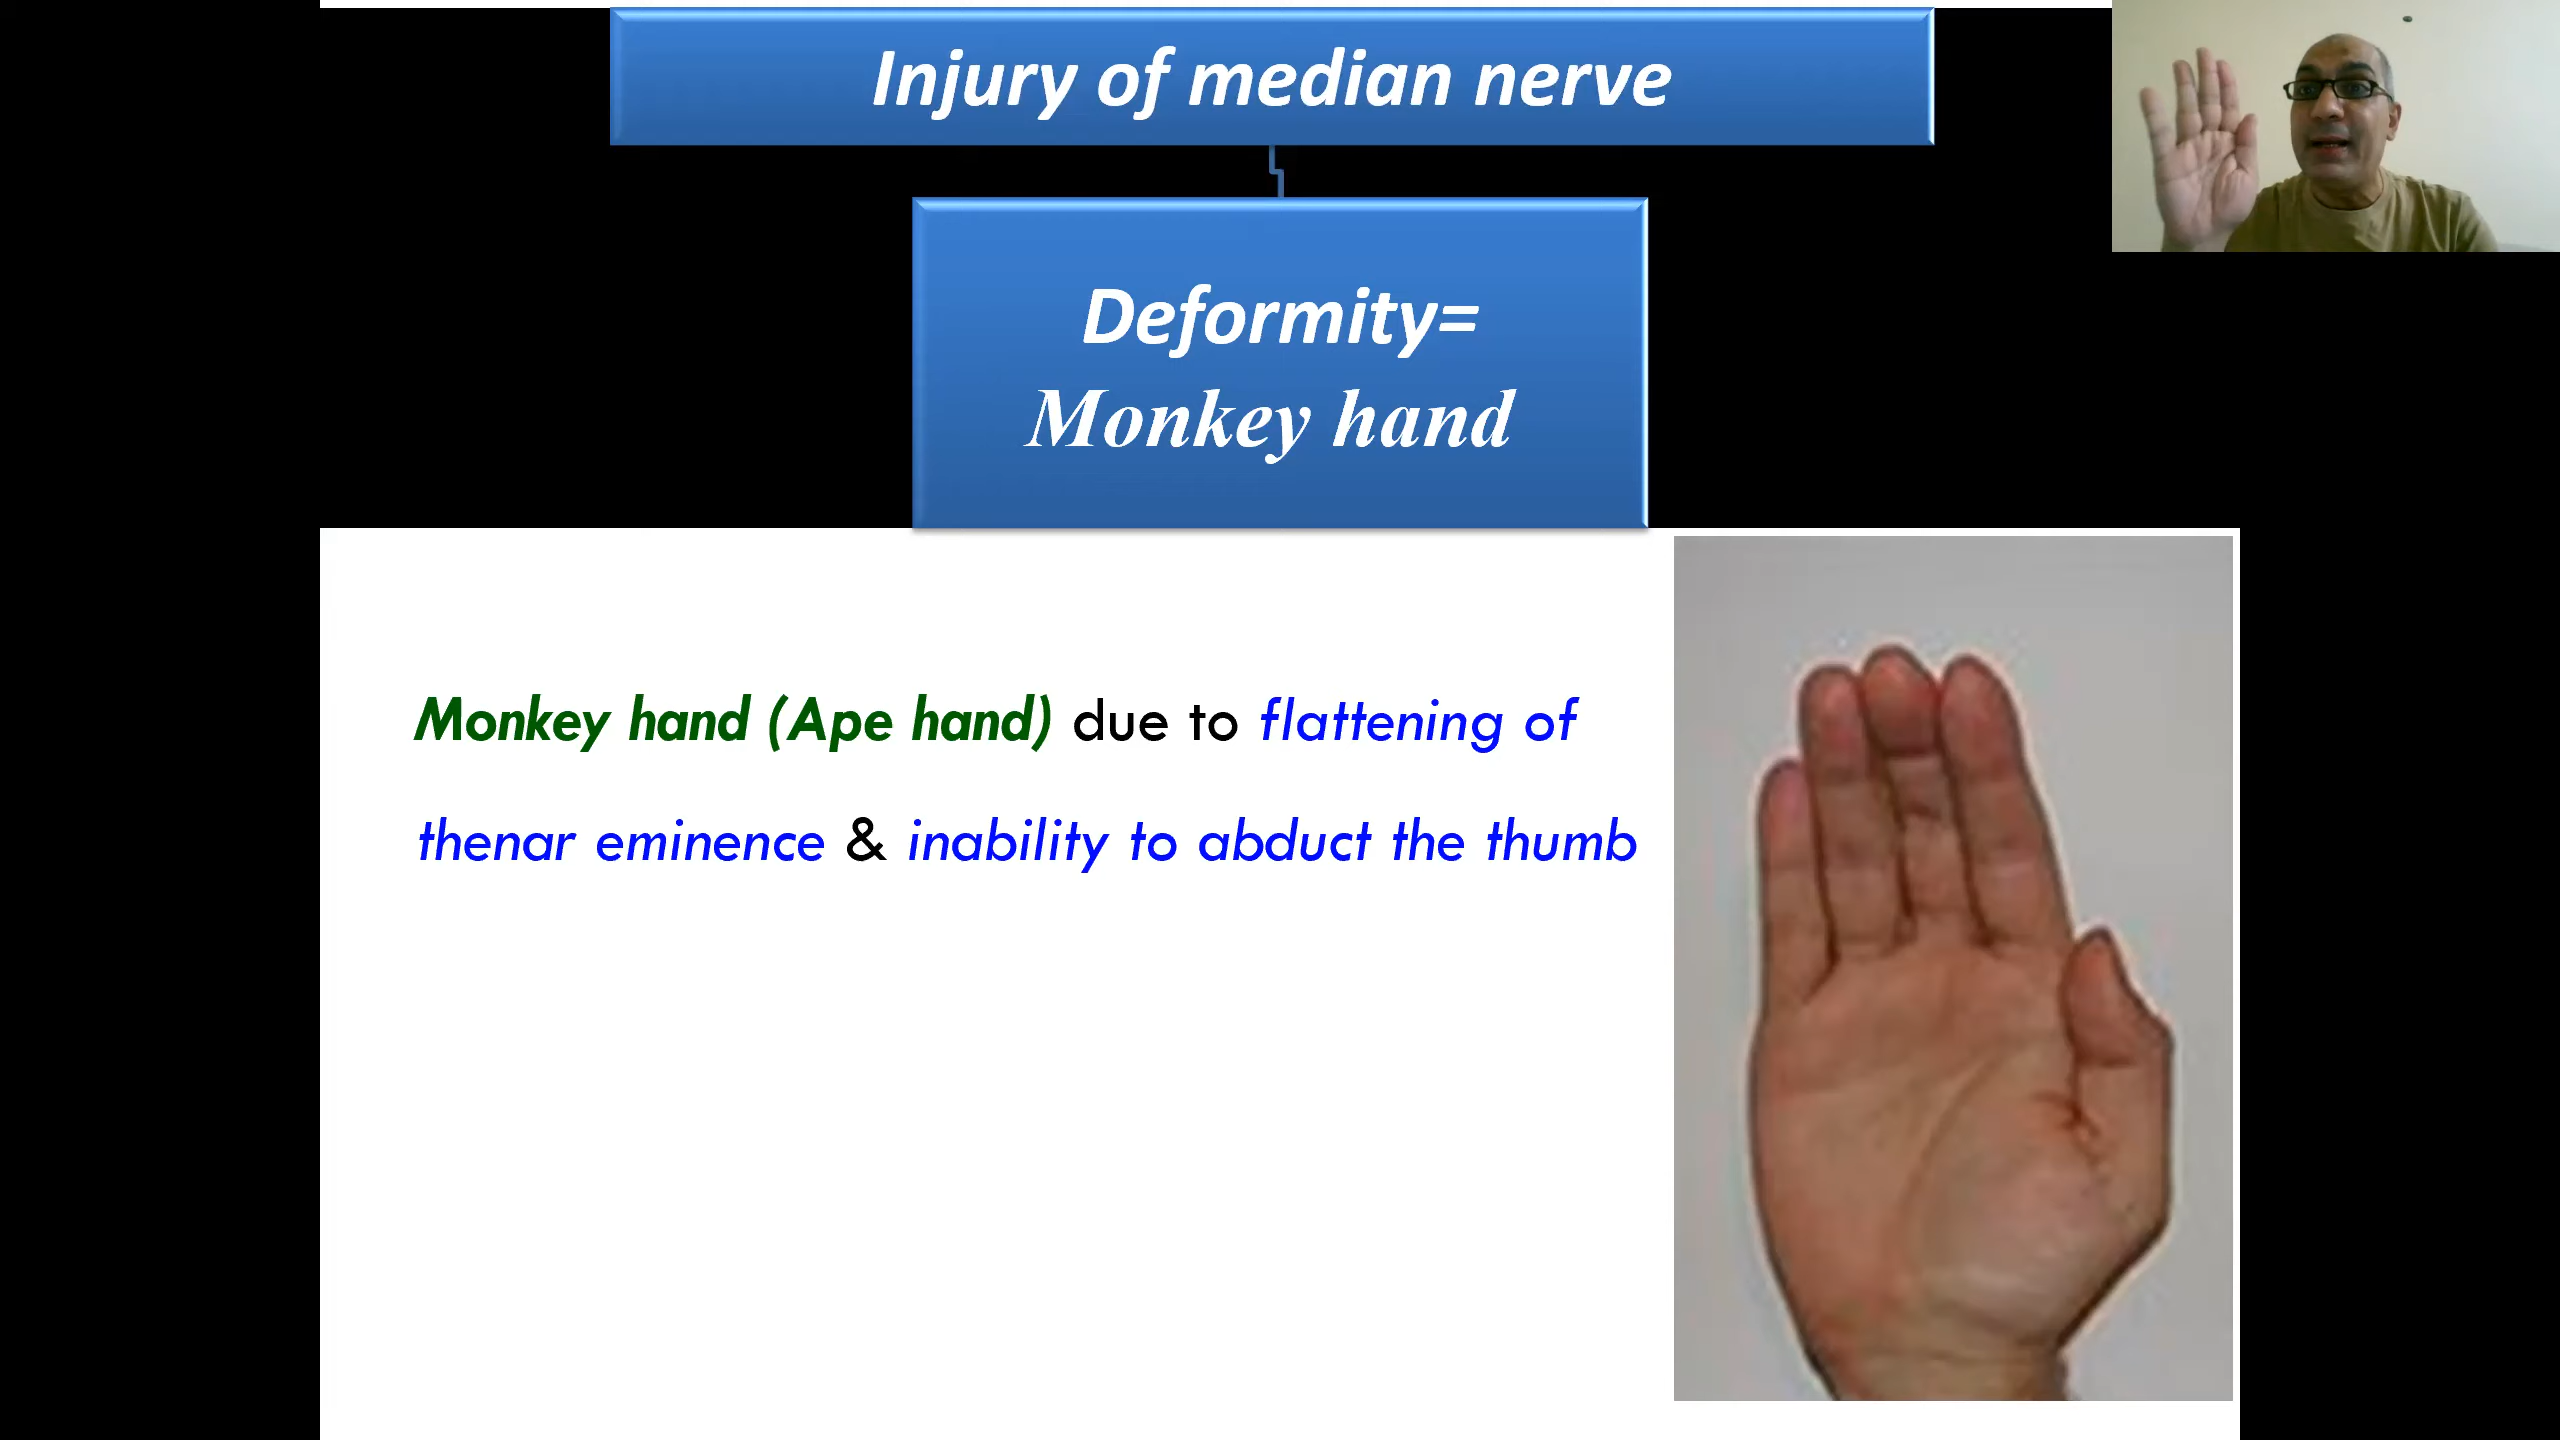 Injury of median nerve
Deformity=
Monkey hand
Monkey hand (Ape hand) due to flattening of
thenar eminence & inability to abduct the thumb